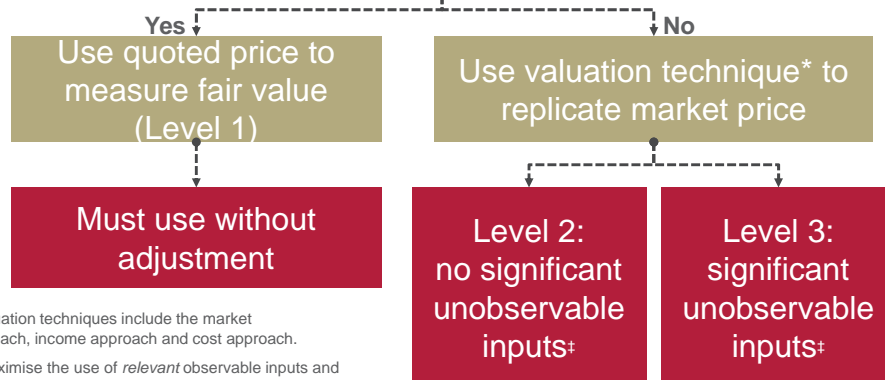 Yes
No
Use quoted price to
measure fair value
(Level 1)
Use valuation technique* to
replicate market price
Must use without
adjustment
Level 2:
no significant
unobservable
inputs‡
Level 3:
significant
unobservable
inputs‡
techniques include the market
income approach and cost approach.
the use of relevant observable inputs and